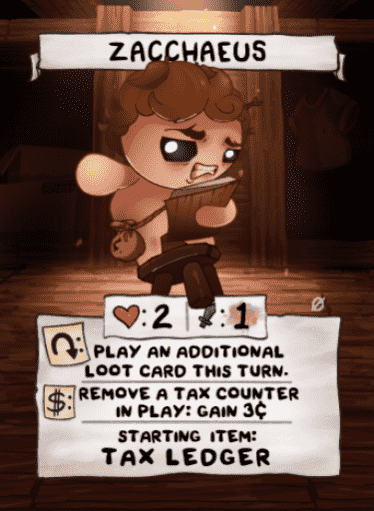 ZACCHAEUS
:2 :1
: PLAY AN ADDITIONAL
LOOT CARD THIS TURN.
$: REMOVE A TAX COUNTER
IN PLAY: GAIN 3¢
STARTING ITEM:
TAX LEDGER